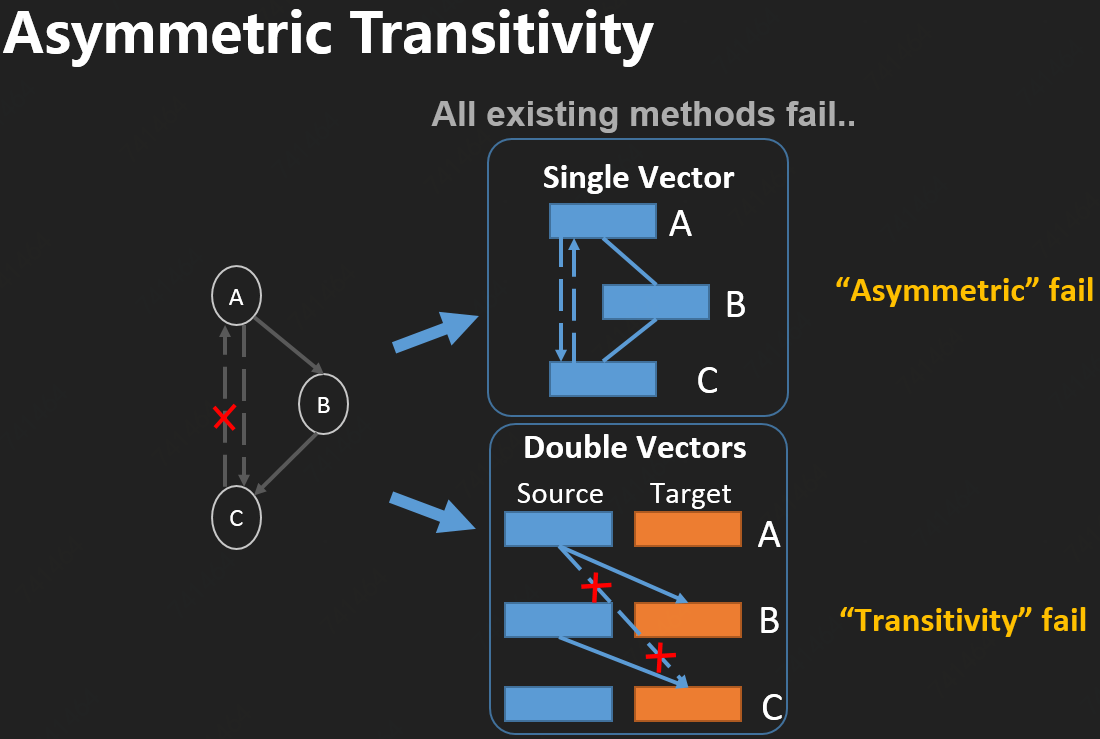 Asymmetric Transitivity
All existing methods fail..
Single Vector
A
B
C
“Asymmetric” fail
A
B
C
Double Vectors
Source Target
A
B
C
“Transitivity” fail